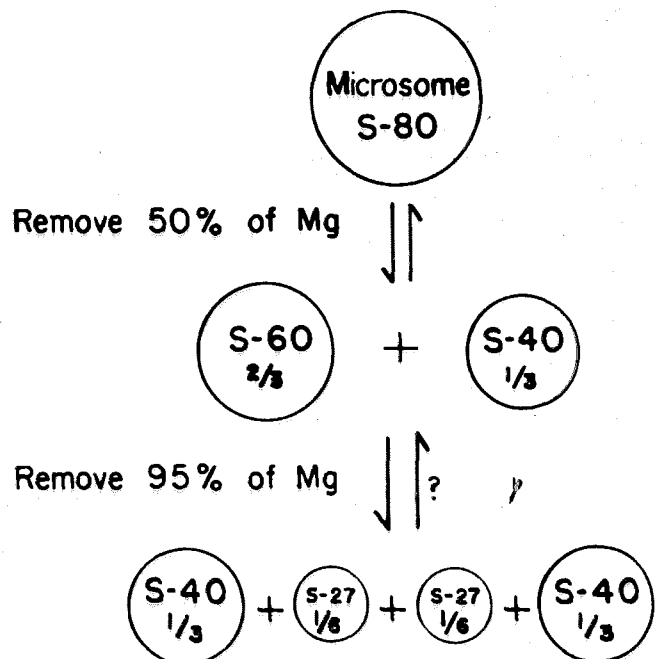 Microsome
S-80
Remove 50% of Mg
S-60
2/3
+
S-40
1/3
Remove 95% of Mg
?
S-40
1/3
+
S-27
1/6
+
S-27
1/6
+
S-40
1/3